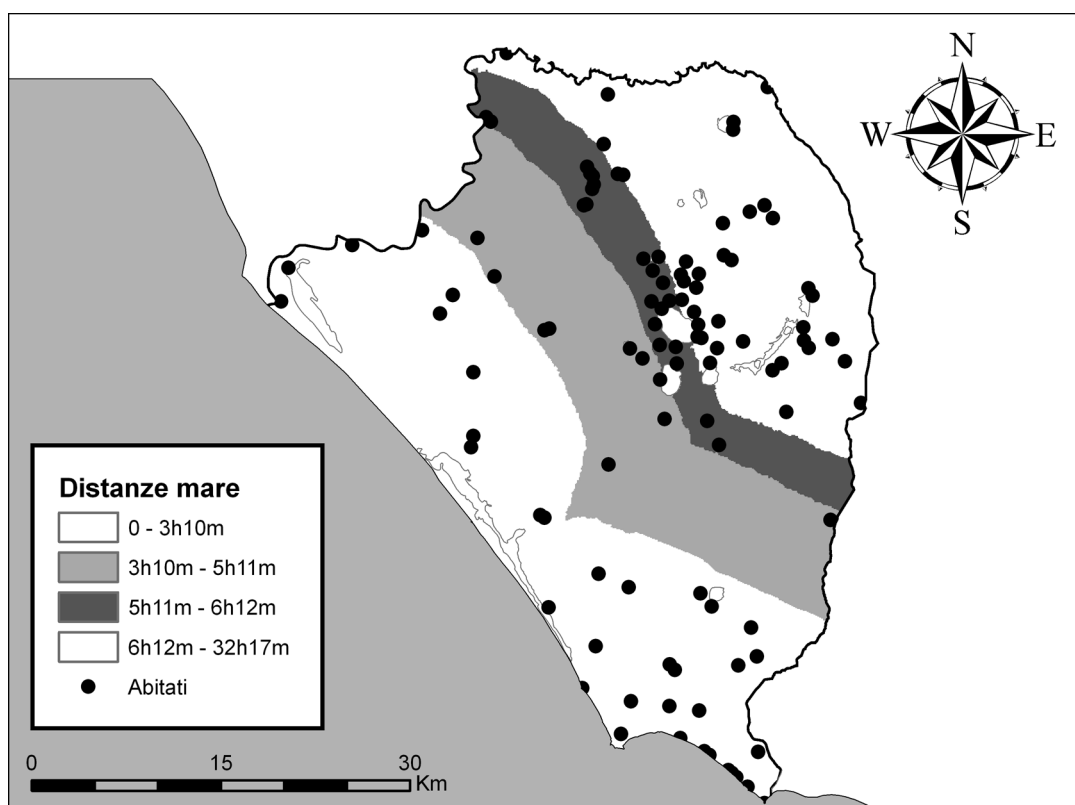 N
W
E
S
Distanze mare
0 - 3h10m
3h10m - 5h11m
5h11m - 6h12m
6h12m - 32h17m
Abitati
0
15
30
Km